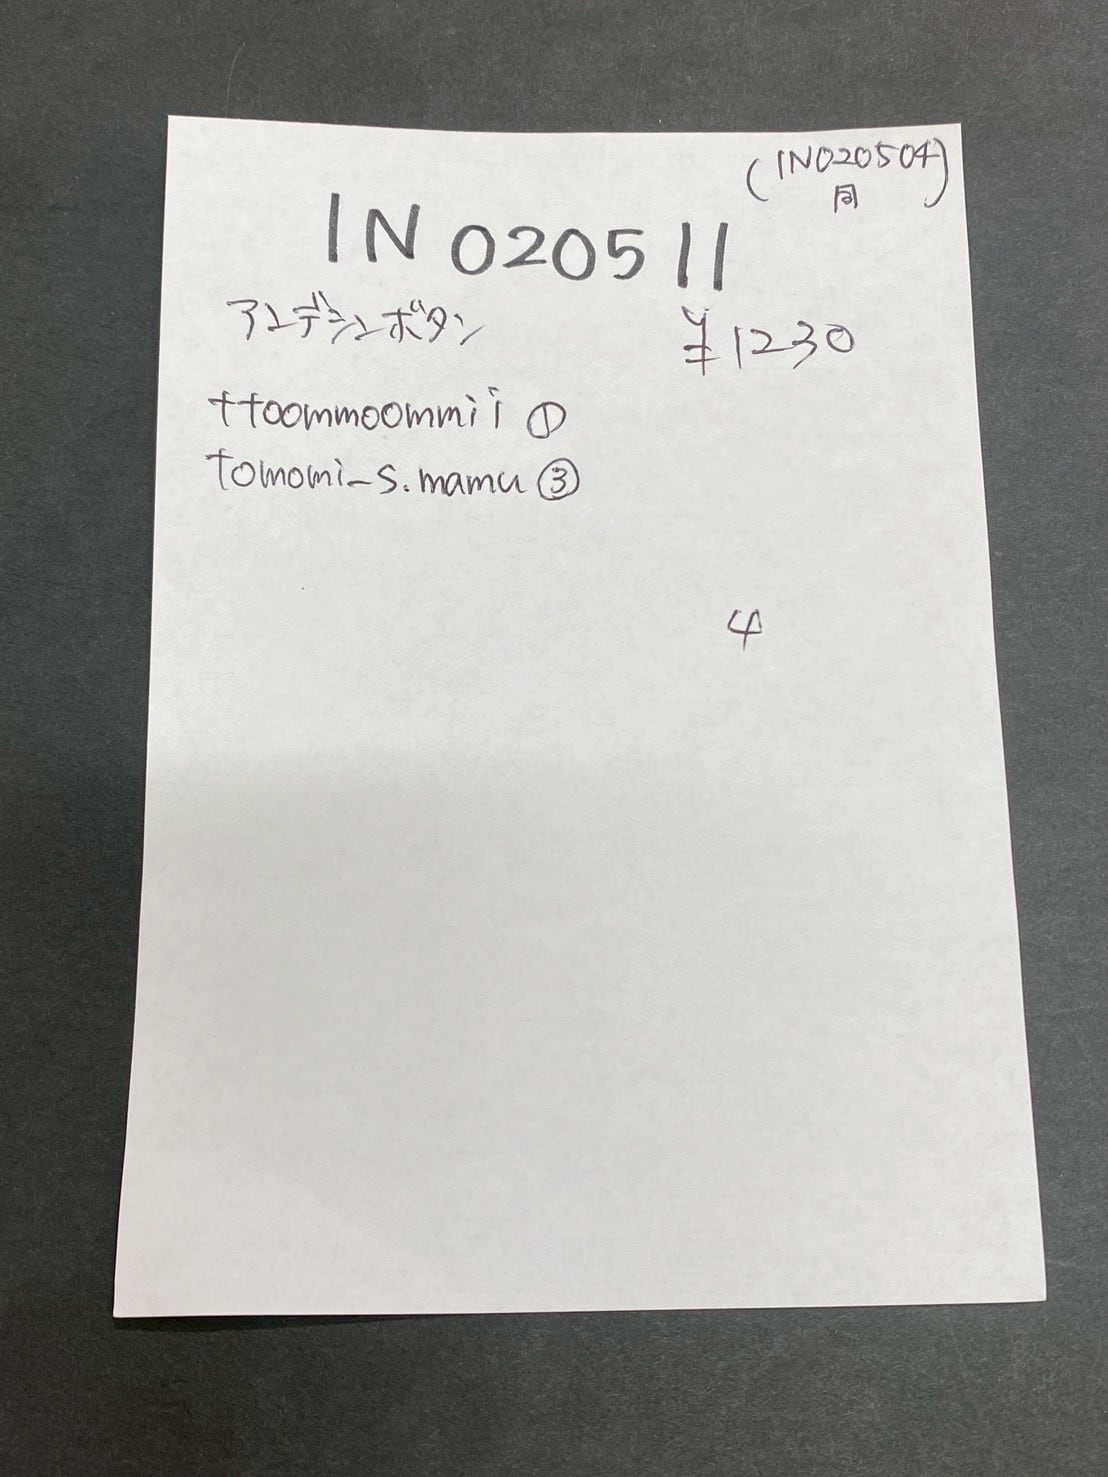 (IN020504)
同
IN020511
アンデシンボタン
¥1230
ttoommoommii ①
tomomi_s.mamu ③
4